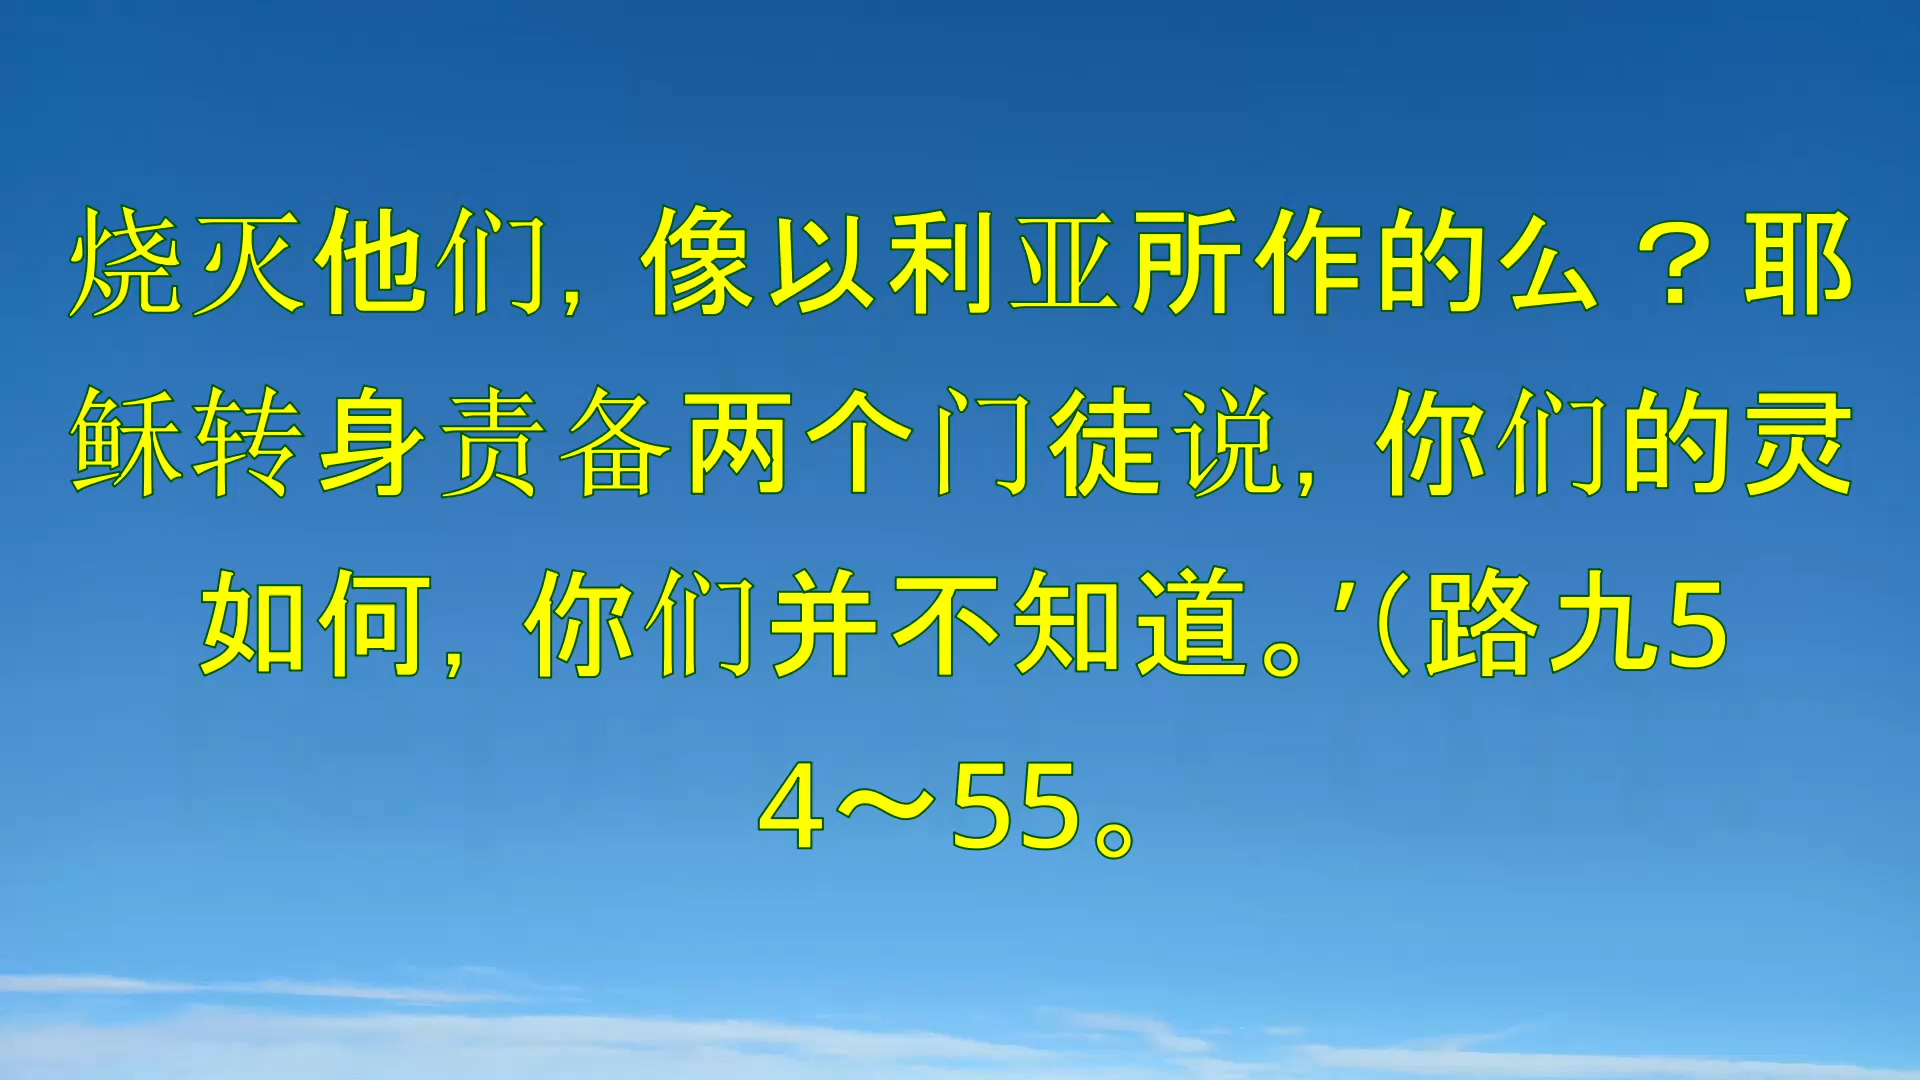 烧灭他们，像以利亚所作的么？耶
稣转身责备两个门徒说，你们的灵
如何，你们并不知道。’（路九5
4～55。